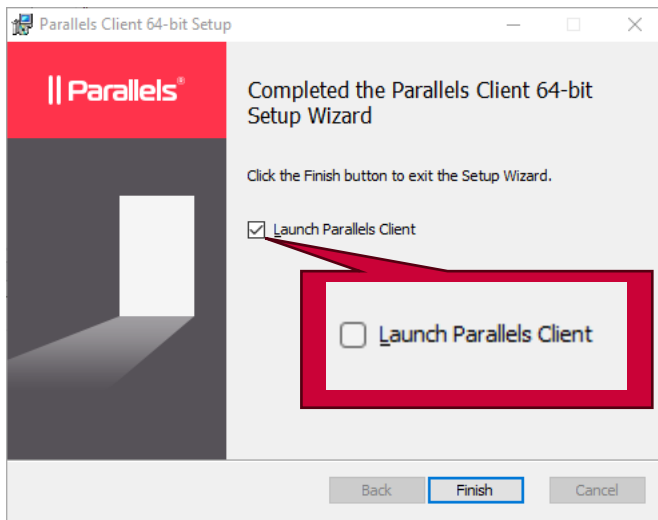 Parallels Client 64-bit Setup
|| Parallels®
Completed the Parallels Client 64-bit
Setup Wizard
Click the Finish button to exit the Setup Wizard.
Launch Parallels Client
Launch Parallels Client
Back
Finish
Cancel